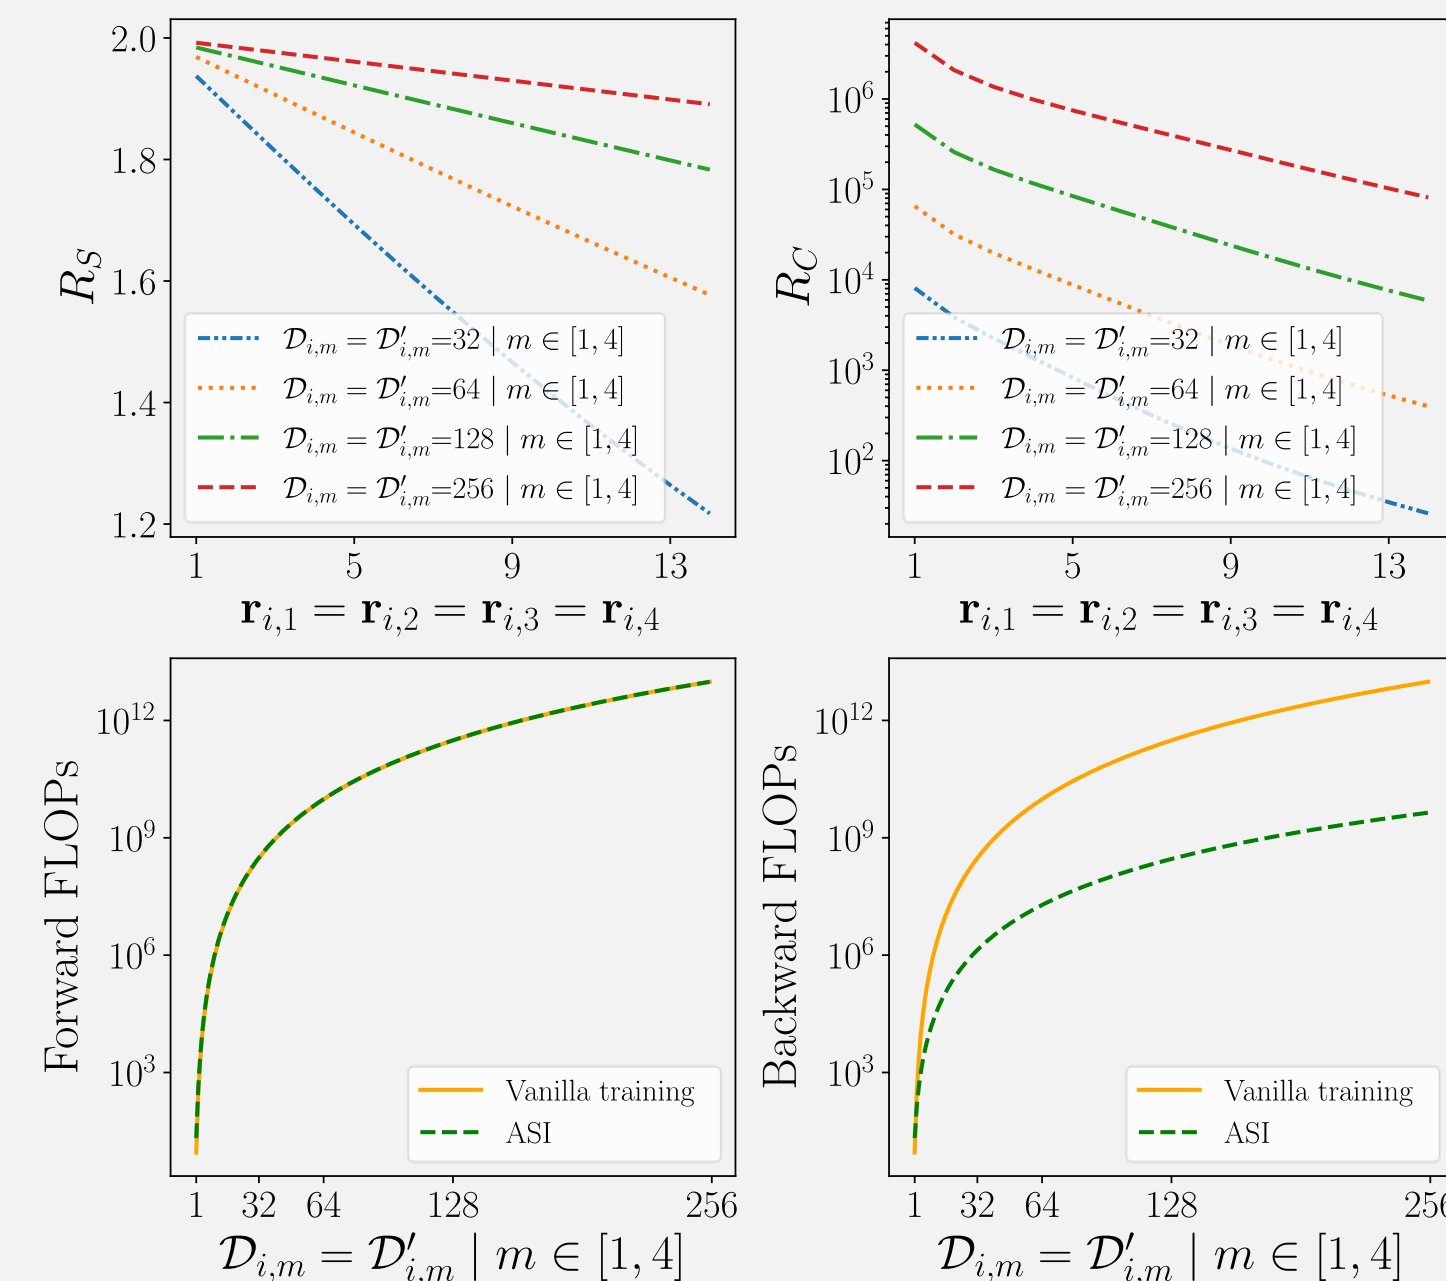 2.0
1.8
1.6
1.4
1.2
R_S
𝒟_{i,m} = 𝒟′_{i,m}=32 | m ∈ [1, 4]
𝒟_{i,m} = 𝒟′_{i,m}=64 | m ∈ [1, 4]
𝒟_{i,m} = 𝒟′_{i,m}=128 | m ∈ [1, 4]
𝒟_{i,m} = 𝒟′_{i,m}=256 | m ∈ [1, 4]
1 5 9 13
r_{i,1} = r_{i,2} = r_{i,3} = r_{i,4}
10^6
10^5
10^4
10^3
10^2
R_C
𝒟_{i,m} = 𝒟′_{i,m}=32 | m ∈ [1, 4]
𝒟_{i,m} = 𝒟′_{i,m}=64 | m ∈ [1, 4]
𝒟_{i,m} = 𝒟′_{i,m}=128 | m ∈ [1, 4]
𝒟_{i,m} = 𝒟′_{i,m}=256 | m ∈ [1, 4]
1 5 9 13
r_{i,1} = r_{i,2} = r_{i,3} = r_{i,4}
10^12
10^9
10^6
10^3
Forward FLOPs
Vanilla training
ASI
1 32 64 128 256
𝒟_{i,m} = 𝒟′_{i,m} | m ∈ [1, 4]
10^12
10^9
10^6
10^3
Backward FLOPs
Vanilla training
ASI
1 32 64 128 256
𝒟_{i,m} = 𝒟′_{i,m} | m ∈ [1, 4]